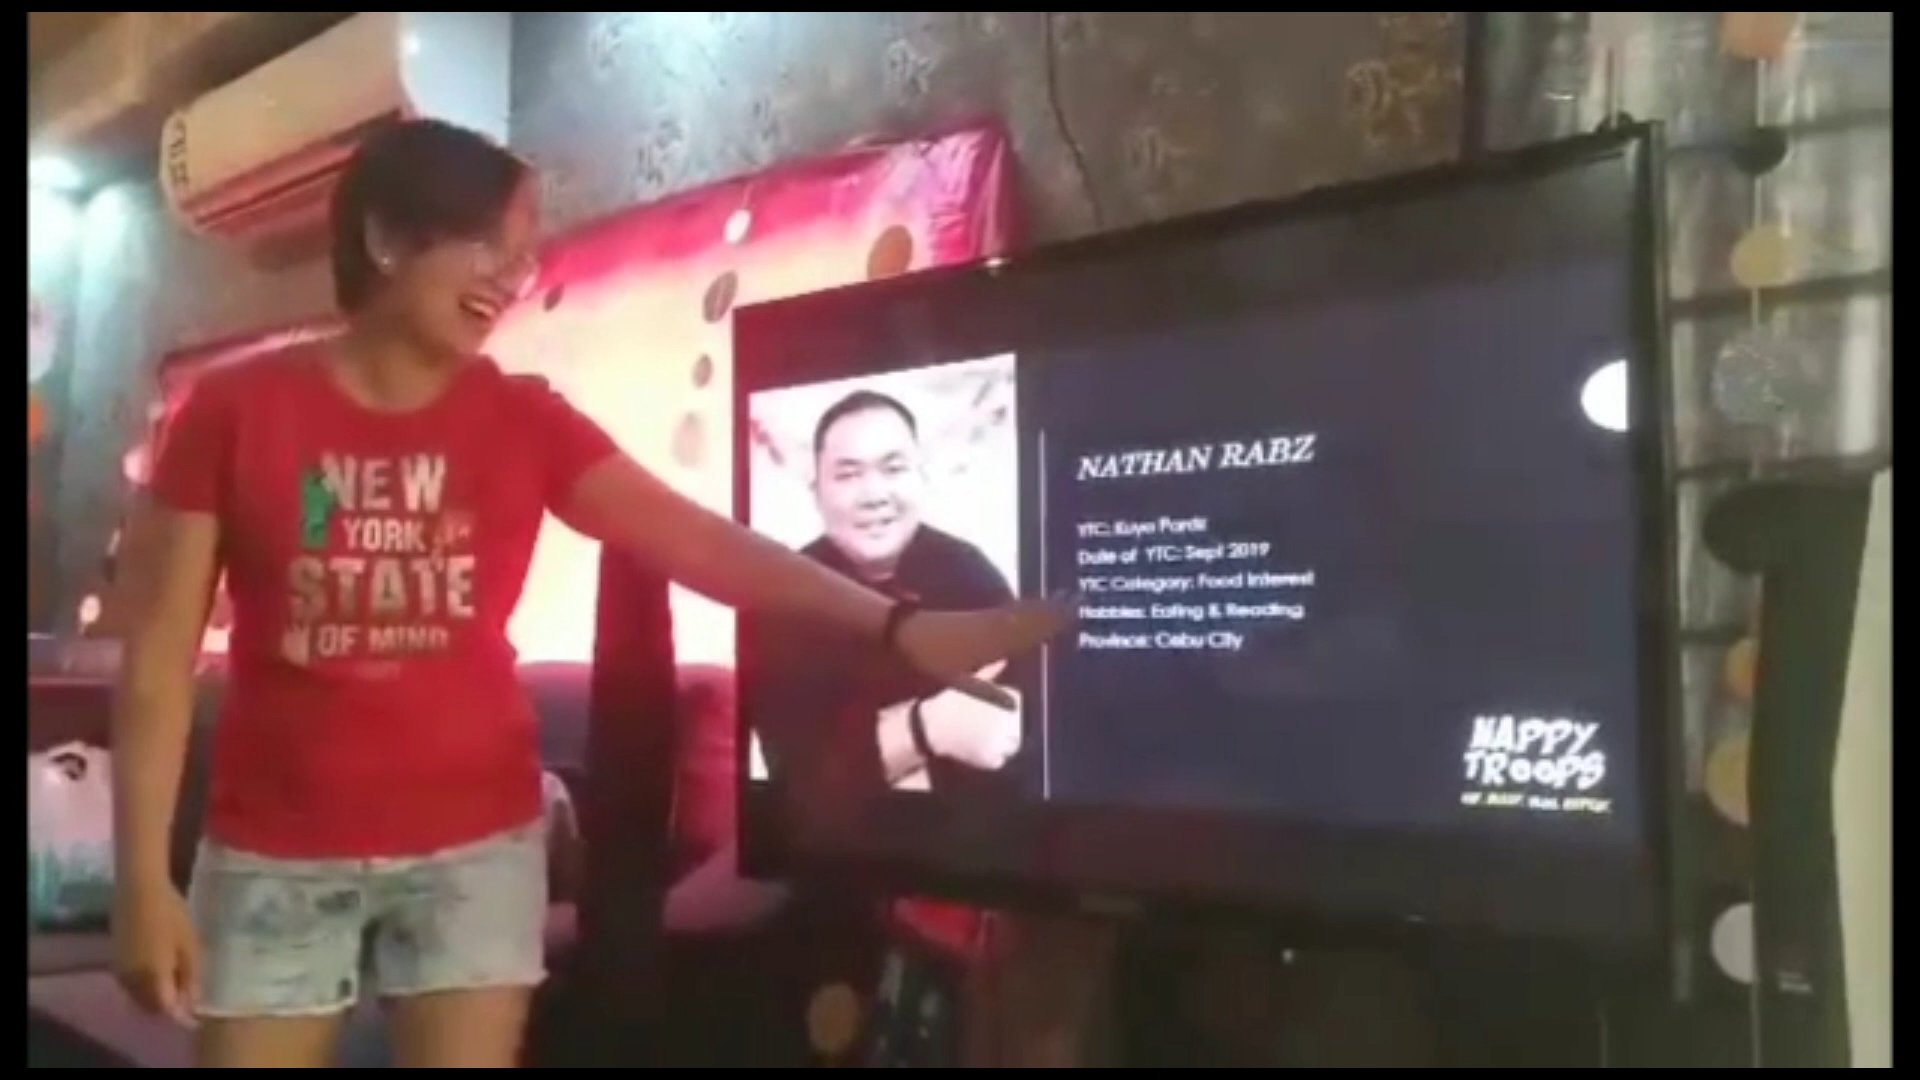 NEW
YORK
STATE
OF MIND
NATHAN RABZ
YTC: Kuya Pards
Date of YTC: Sept 2019
YTC Category: Food Interest
Hobbies: Eating & Reading
Province: Cebu City
NAPPY
TROOPS